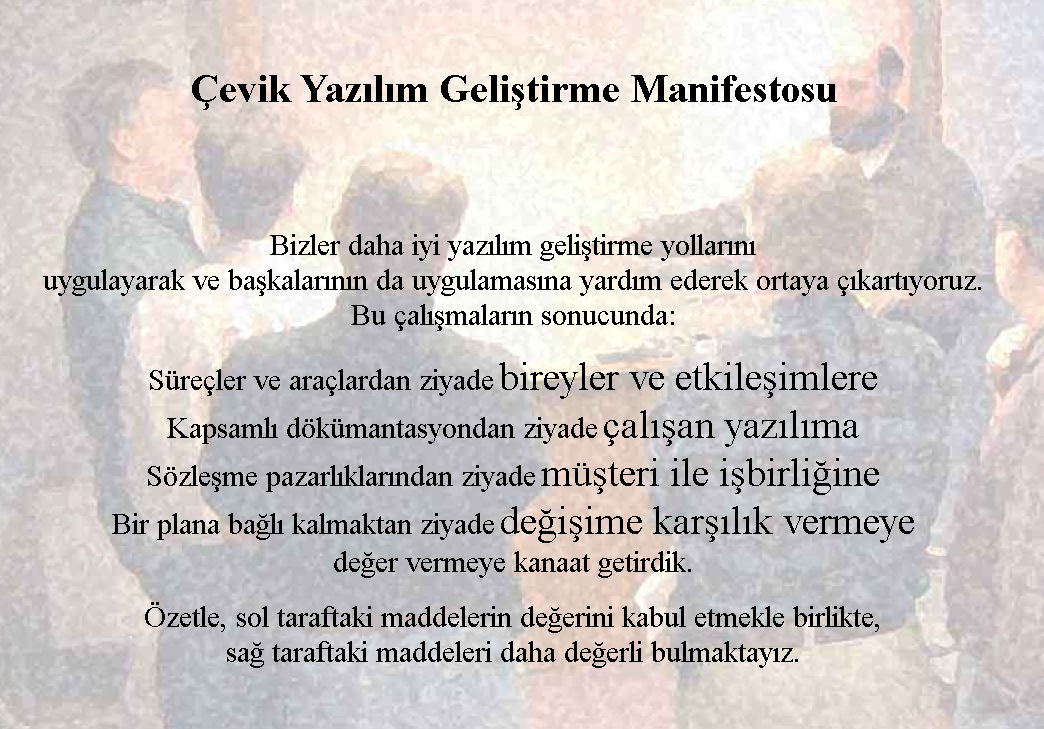 Çevik Yazılım Geliştirme Manifestosu
Bizler daha iyi yazılım geliştirme yollarını
uygulayarak ve başkalarının da uygulamasına yardım ederek ortaya çıkartıyoruz.
Bu çalışmaların sonucunda:
Süreçler ve araçlardan ziyade bireyler ve etkileşimlere
Kapsamlı dökümantasyondan ziyade çalışan yazılıma
Sözleşme pazarlıklarından ziyade müşteri ile işbirliğine
Bir plana bağlı kalmaktan ziyade değişime karşılık vermeye
değer vermeye kanaat getirdik.
Özetle, sol taraftaki maddelerin değerini kabul etmekle birlikte,
sağ taraftaki maddeleri daha değerli bulmaktayız.